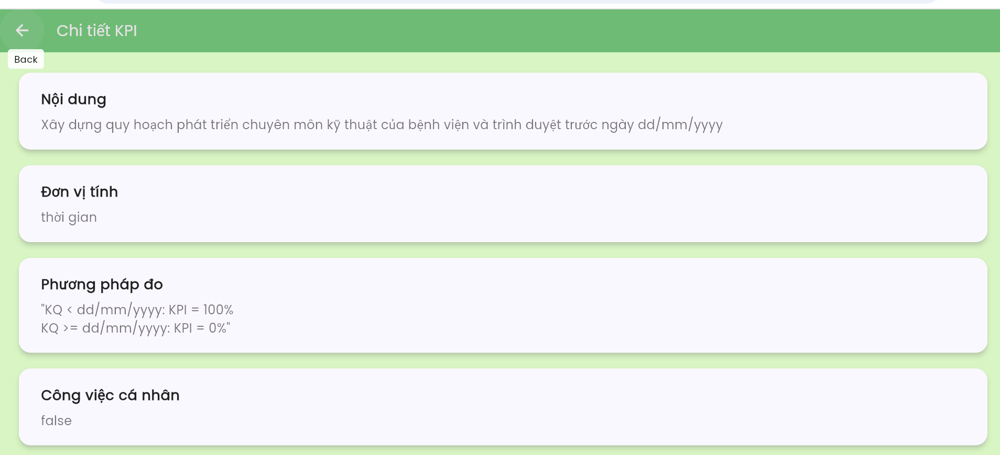 Chi tiết KPI
Back
Nội dung
Xây dựng quy hoạch phát triển chuyên môn kỹ thuật của bệnh viện và trình duyệt trước ngày dd/mm/yyyy
Đơn vị tính
thời gian
Phương pháp đo
"KQ < dd/mm/yyyy: KPI = 100%
KQ >= dd/mm/yyyy: KPI = 0%"
Công việc cá nhân
false